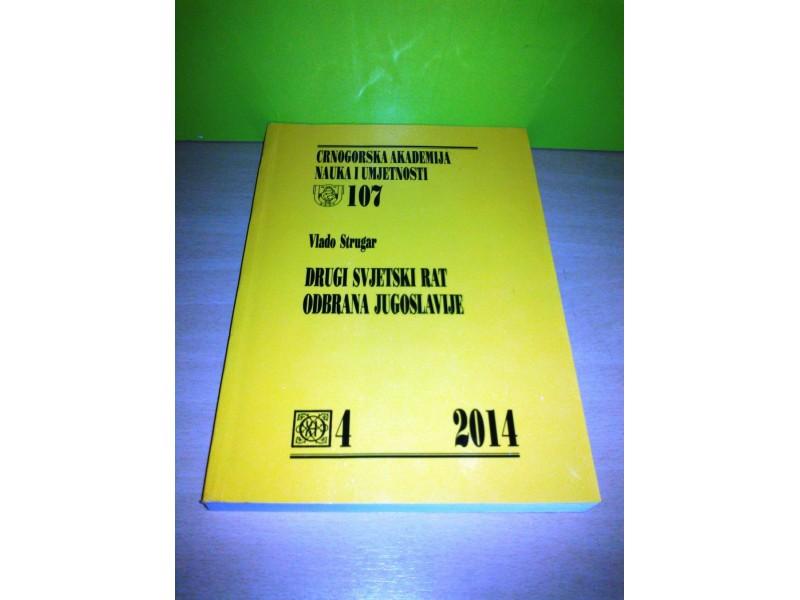 CRNOGORSKA AKADEMIJA
NAUKA I UMJETNOSTI
107
Vlado Strugar
DRUGI SVJETSKI RAT
ODBRANA JUGOSLAVIJE
4 2014